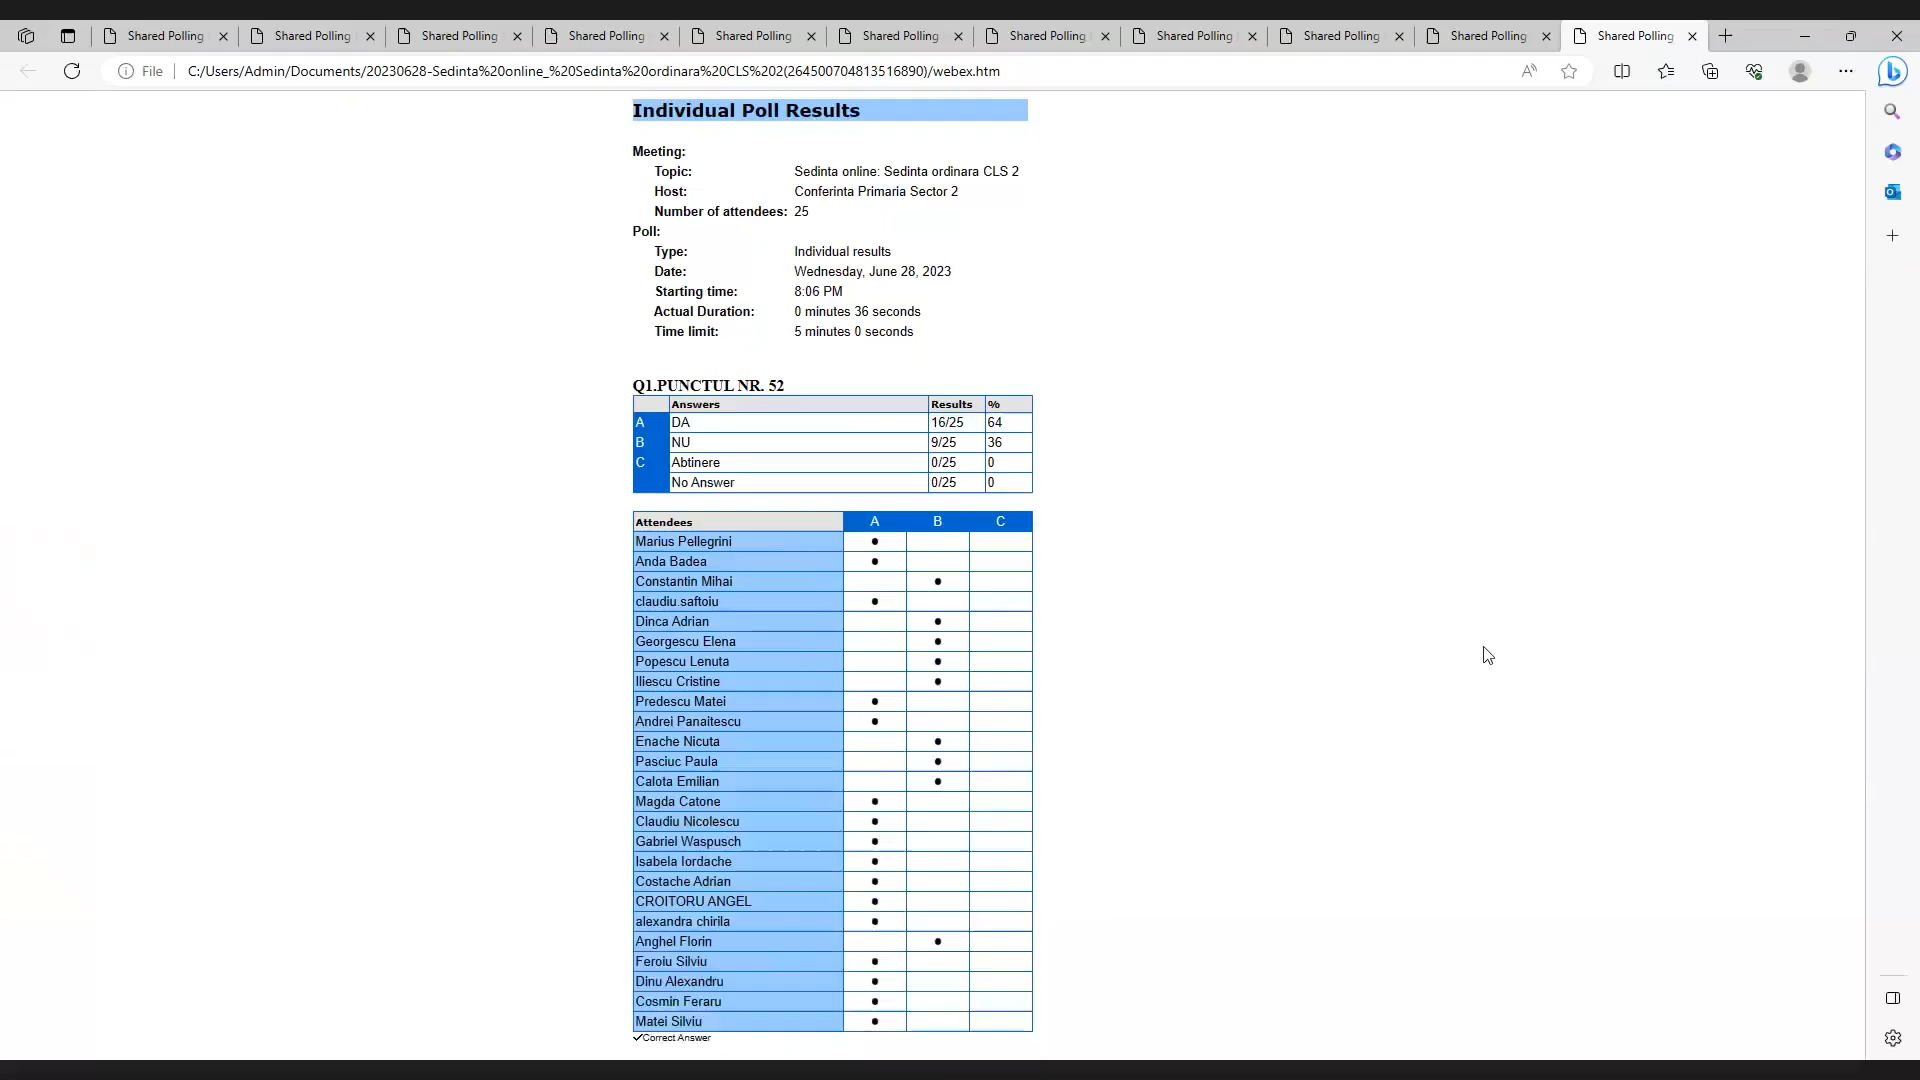 Shared Polling Shared Polling Shared Polling Shared Polling Shared Polling Shared Polling Shared Polling Shared Polling Shared Polling Shared Polling Shared Polling
File C:/Users/Admin/Documents/20230628-Sedinta%20online_%20Sedinta%20ordinara%20CLS%202(264500704813516890)/webex.htm
Individual Poll Results
Meeting:
Topic: Sedinta online: Sedinta ordinara CLS 2
Host: Conferinta Primaria Sector 2
Number of attendees: 25
Poll:
Type: Individual results
Date: Wednesday, June 28, 2023
Starting time: 8:06 PM
Actual Duration: 0 minutes 36 seconds
Time limit: 5 minutes 0 seconds
Q1.PUNCTUL NR. 52
Answers Results %
A DA 16/25 64
B NU 9/25 36
C Abtinere 0/25 0
No Answer 0/25 0
Attendees A B C
Marius Pellegrini
Anda Badea
Constantin Mihai
claudiu.saftoiu
Dinca Adrian
Georgescu Elena
Popescu Lenuta
Iliescu Cristine
Predescu Matei
Andrei Panaitescu
Enache Nicuta
Pasciuc Paula
Calota Emilian
Magda Catone
Claudiu Nicolescu
Gabriel Waspusch
Isabela Iordache
Costache Adrian
CROITORU ANGEL
alexandra chirila
Anghel Florin
Feroiu Silviu
Dinu Alexandru
Cosmin Feraru
Matei Silviu
✓Correct Answer